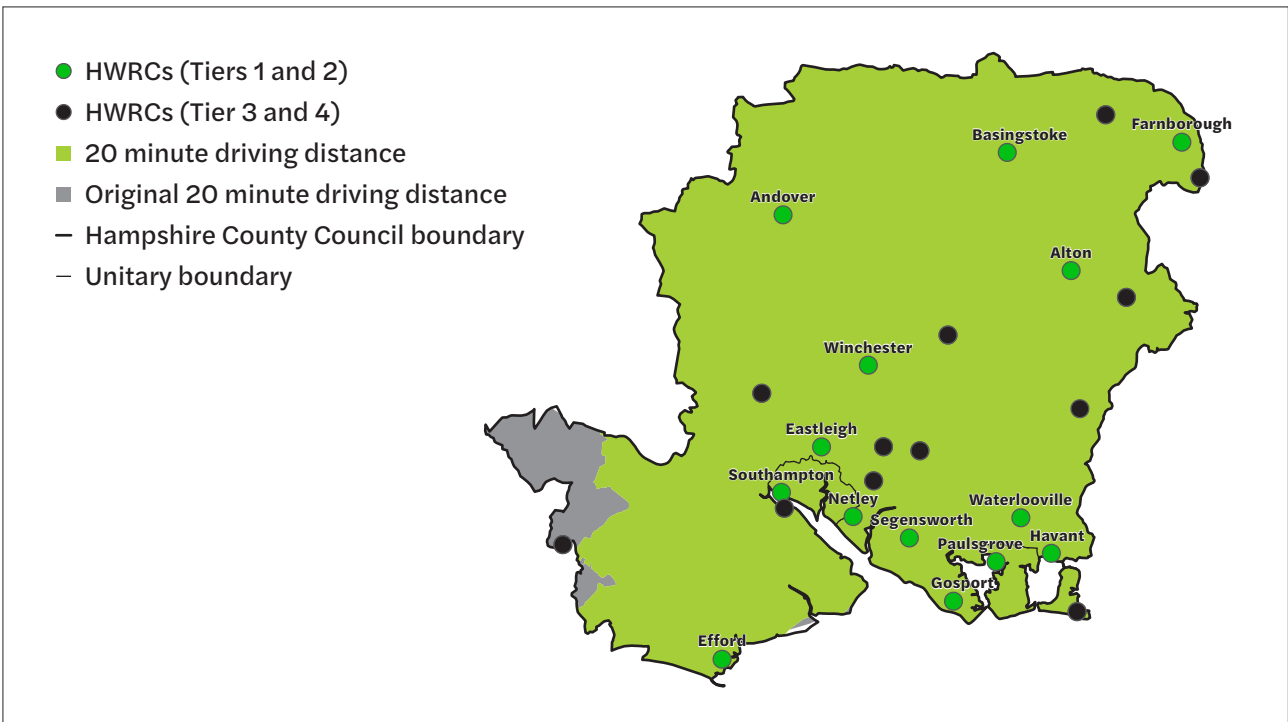 HWRCs (Tiers 1 and 2)
HWRCs (Tier 3 and 4)
20 minute driving distance
Original 20 minute driving distance
Hampshire County Council boundary
Unitary boundary
Farnborough
Basingstoke
Andover
Alton
Winchester
Eastleigh
Southampton
Netley
Waterlooville
Segensworth
Havant
Paulsgrove
Gosport
Efford